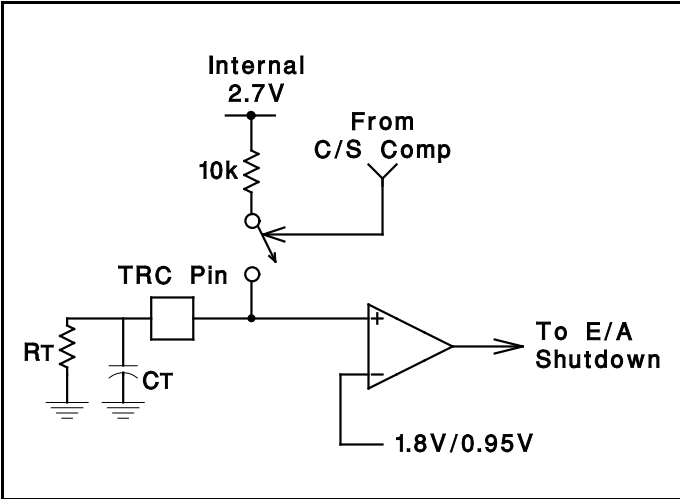 Internal
2.7V
From
C/S Comp
10k
TRC Pin
+
−
RT
CT
To E/A
Shutdown
1.8V/0.95V